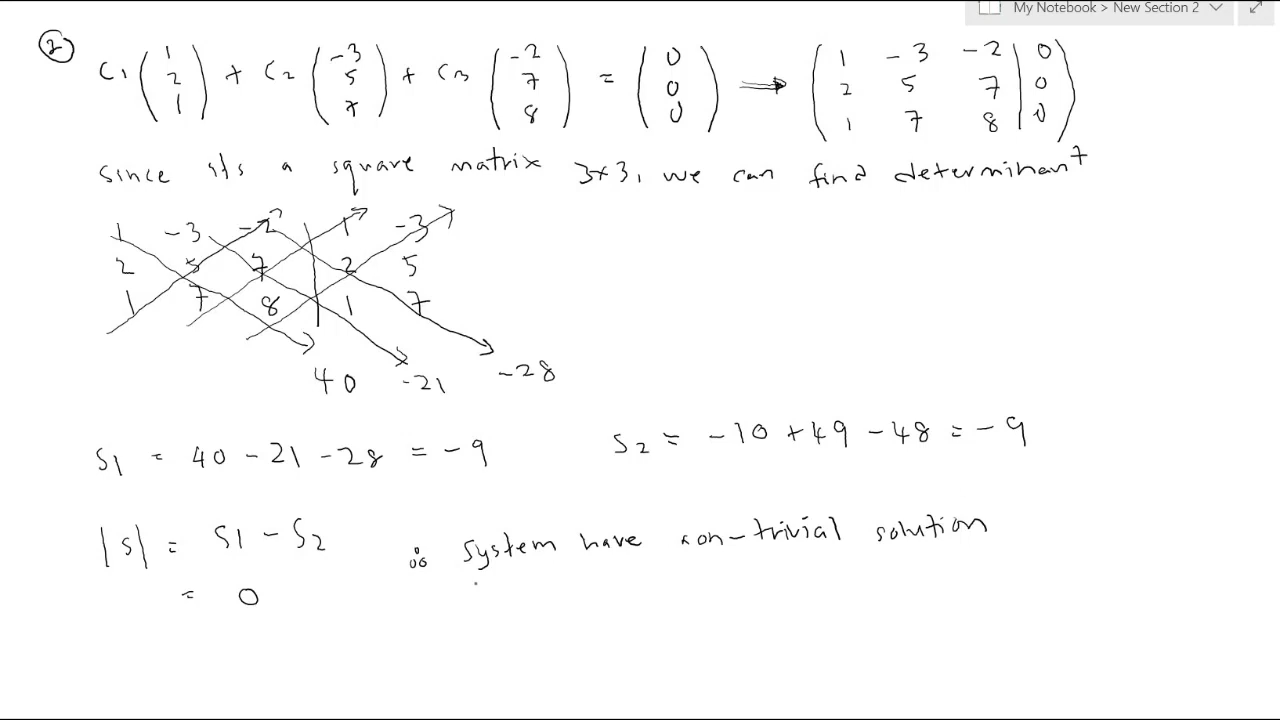 My Notebook > New Section 2
2
C1 ( 1 2 1 ) + C2 ( -3 5 7 ) + C3 ( -2 7 8 ) = ( 0 0 0 ) → ( 1 -3 -2 | 0
2 5 7 | 0
1 7 8 | 0 )
Since its a square matrix 3x3, we can find determinant
1 -3 -2 | 1 -3
2 5 7 | 2 5
1 7 8 | 1 7
40 -21 -28
S1 = 40 - 21 - 28 = -9
S2 = -10 + 49 - 48 = -9
|S| = S1 - S2
= 0
∴ System have non-trivial solution